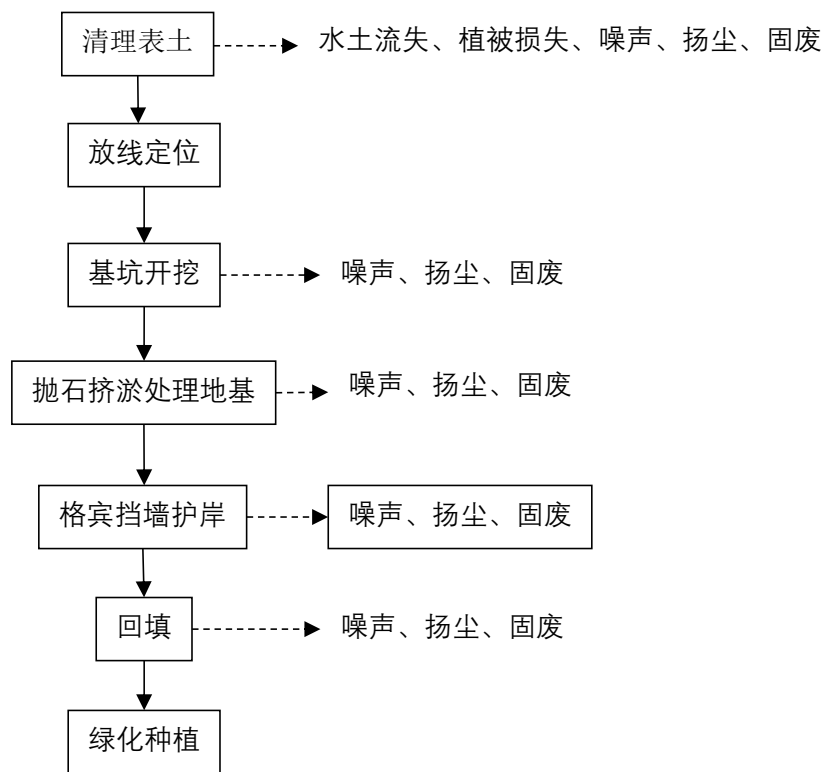 清理表土
水土流失、植被损失、噪声、扬尘、固废
放线定位
基坑开挖
噪声、扬尘、固废
抛石挤淤处理地基
噪声、扬尘、固废
格宾挡墙护岸
噪声、扬尘、固废
回填
噪声、扬尘、固废
绿化种植